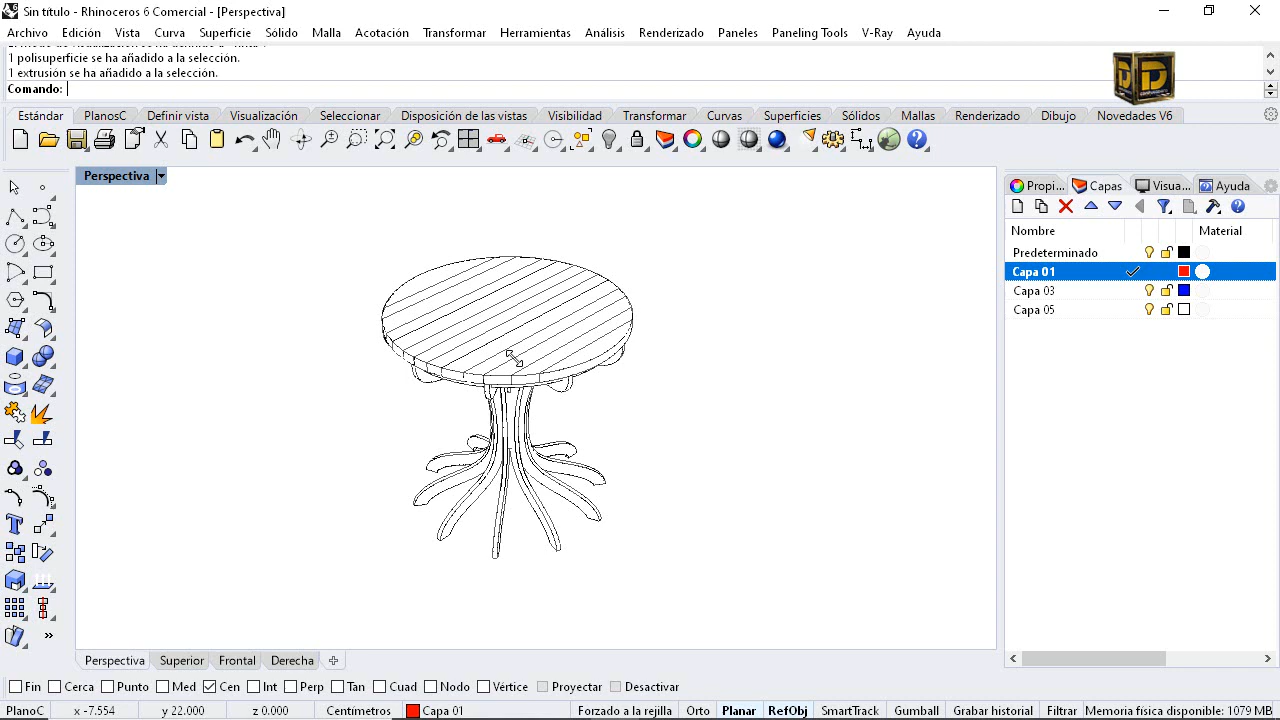 Sin título - Rhinoceros 6 Comercial - [Perspectiva]
Archivo Edición Vista Curva Superficie Sólido Malla Acotación Transformar Herramientas Análisis Renderizado Paneles Paneling Tools V-Ray Ayuda
1 polisuperficie se ha añadido a la selección.
1 extrusión se ha añadido a la selección.
Comando:
Estándar PlanosC Definir vista Visualización Seleccionar Disposición de las vistas Visibilidad Transformar Curvas Superficies Sólidos Mallas Renderizado Dibujo Novedades V6
Perspectiva
Propi... Capas Visua... Ayuda
Nombre Material
Predeterminado
Capa 01
Capa 03
Capa 05
Perspectiva Superior Frontal Derecha
Fin Cerca Punto Med Cen Int Perp Tan Cuad Nodo Vértice Proyectar Desactivar
PlanoC x -7.554 y 22.000 z 0.000 Centímetros Capa 01 Forzado a la rejilla Orto Planar RefObj SmartTrack Gumball Grabar historial Filtrar Memoria física disponible: 1079 MB